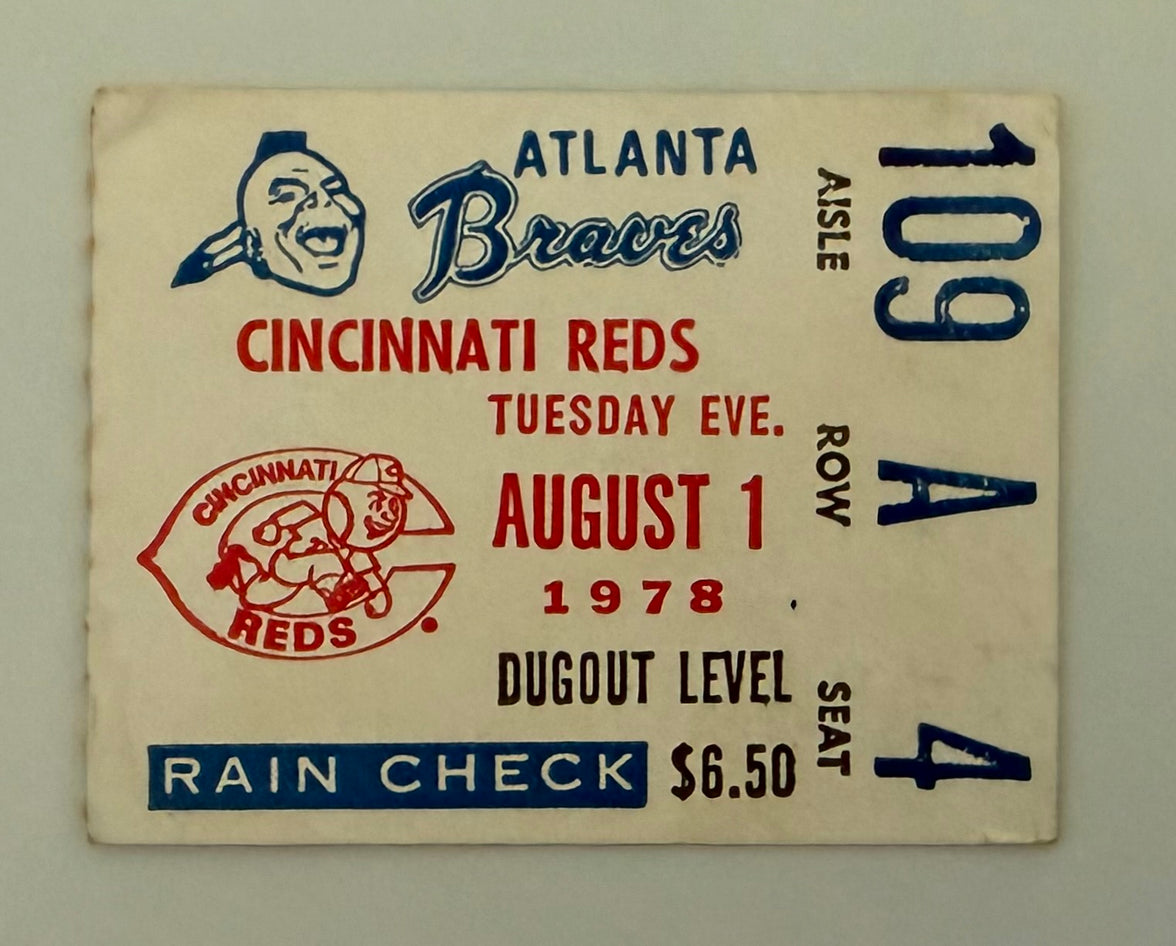 ATLANTA
Braves
CINCINNATI REDS
TUESDAY EVE.
CINCINNATI
REDS
AUGUST 1
1978
DUGOUT LEVEL
RAIN CHECK
$6.50
AISLE 109
ROW A
SEAT 4